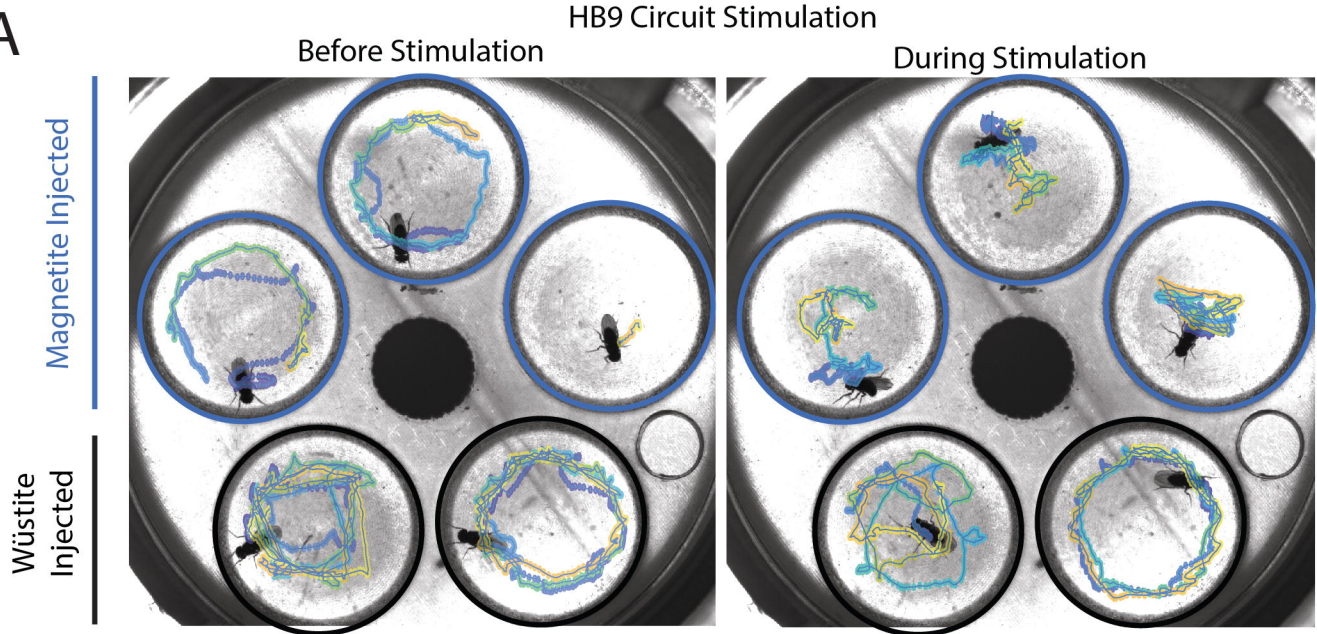 A
HB9 Circuit Stimulation
Before Stimulation
During Stimulation
Magnetite Injected
Wüstite
Injected